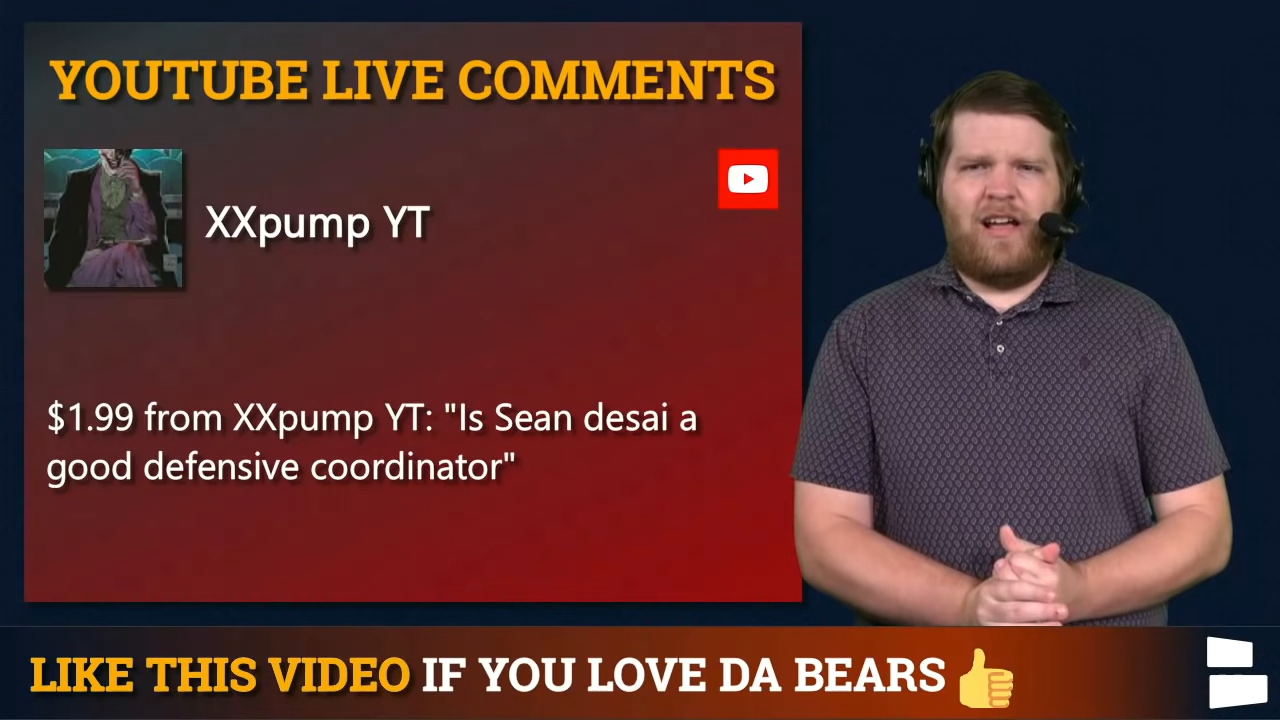 YOUTUBE LIVE COMMENTS
XXpump YT
$1.99 from XXpump YT: "Is Sean desai a
good defensive coordinator"
LIKE THIS VIDEO IF YOU LOVE DA BEARS